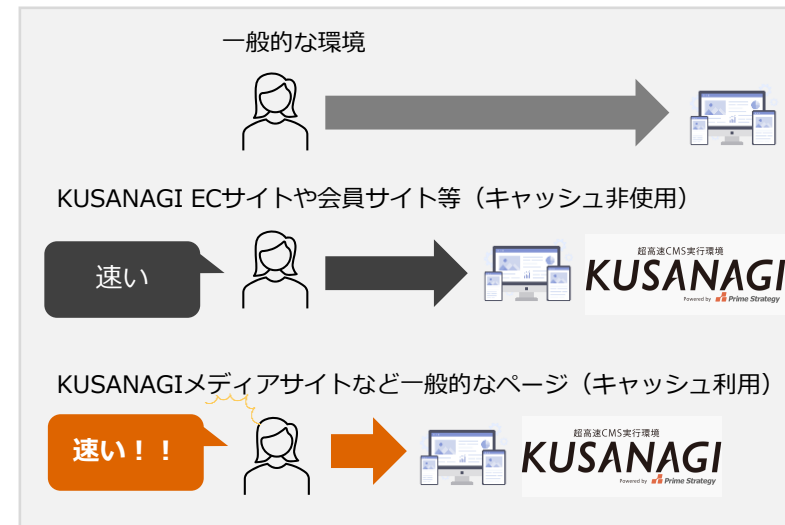 一般的な環境
KUSANAGI ECサイトや会員サイト等（キャッシュ非使用）
速い
超高速CMS実行環境
KUSANAGI
Powered by Prime Strategy
KUSANAGIメディアサイトなど一般的なページ（キャッシュ利用）
速い！！
超高速CMS実行環境
KUSANAGI
Powered by Prime Strategy